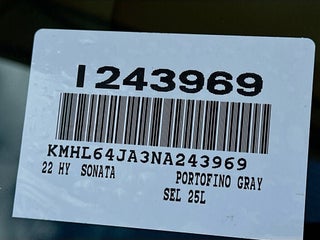 I243969
KMHL64JA3NA243969
22 HY SONATA PORTOFINO GRAY
SEL 25L